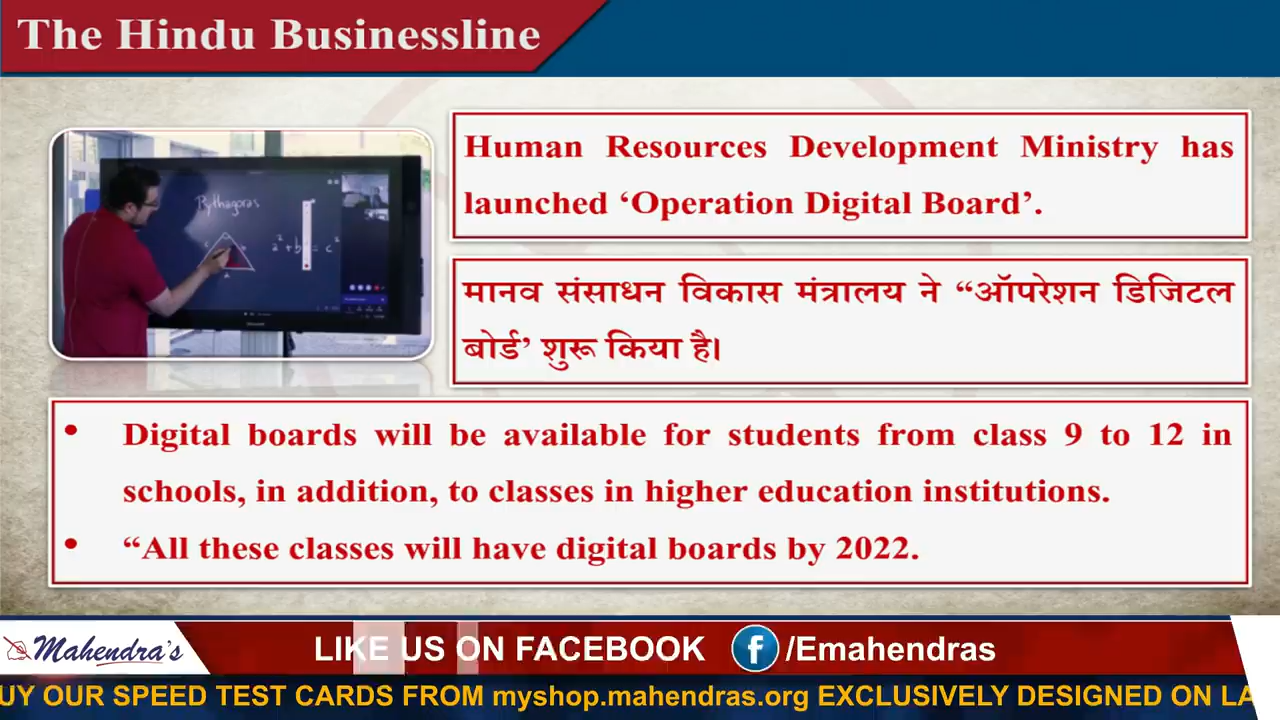 The Hindu Businessline
Human Resources Development Ministry has
launched ‘Operation Digital Board’.
Pythagoras
a² + b = c²
मानव संसाधन विकास मंत्रालय ने “ऑपरेशन डिजिटल
बोर्ड’ शुरू किया है।
• Digital boards will be available for students from class 9 to 12 in
schools, in addition, to classes in higher education institutions.
• “All these classes will have digital boards by 2022.
Mahendra's
LIKE US ON FACEBOOK f /Emahendras
UY OUR SPEED TEST CARDS FROM myshop.mahendras.org EXCLUSIVELY DESIGNED ON LA